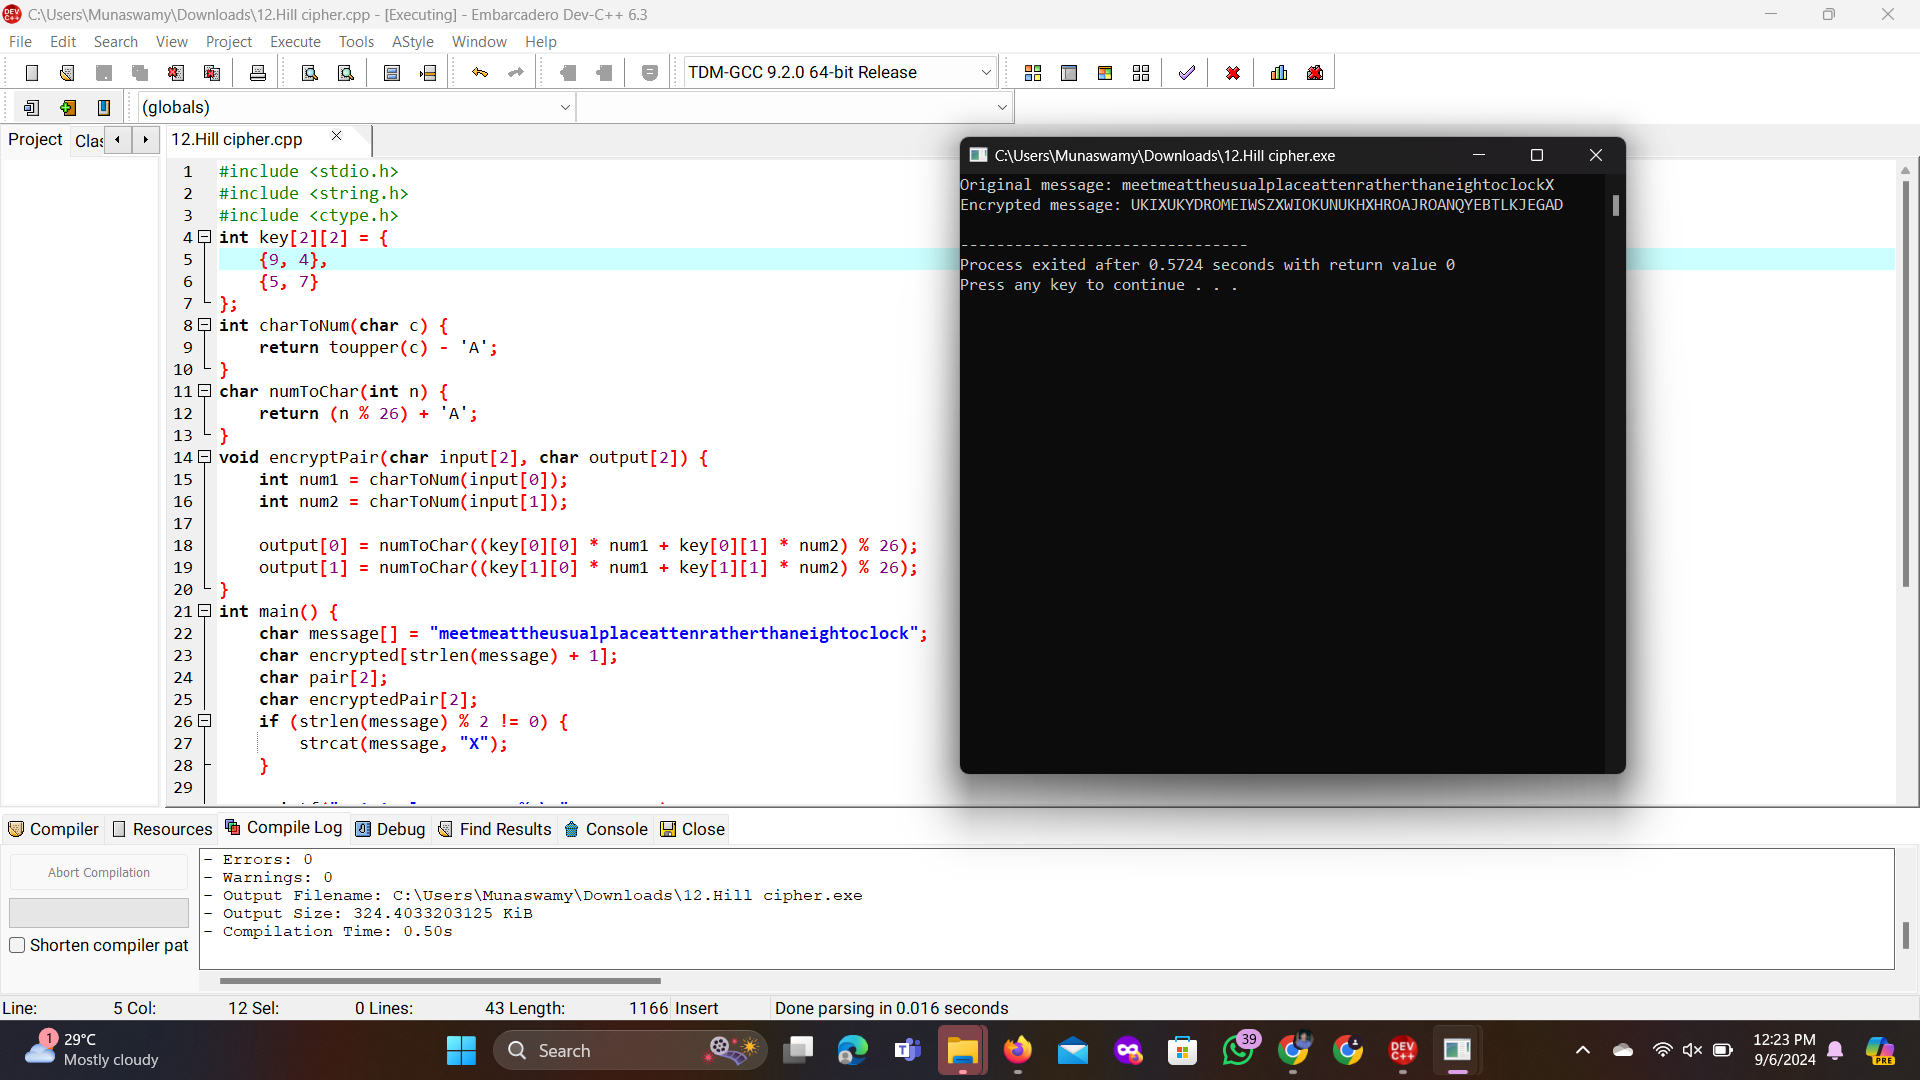 C:\Users\Munaswamy\Downloads\12.Hill cipher.cpp - [Executing] - Embarcadero Dev-C++ 6.3
File Edit Search View Project Execute Tools AStyle Window Help
TDM-GCC 9.2.0 64-bit Release
(globals)
Project Clas 12.Hill cipher.cpp
1 #include <stdio.h>
2 #include <string.h>
3 #include <ctype.h>
4 int key[2][2] = {
5 {9, 4},
6 {5, 7}
7 };
8 int charToNum(char c) {
9 return toupper(c) - 'A';
10 }
11 char numToChar(int n) {
12 return (n % 26) + 'A';
13 }
14 void encryptPair(char input[2], char output[2]) {
15 int num1 = charToNum(input[0]);
16 int num2 = charToNum(input[1]);
17
18 output[0] = numToChar((key[0][0] * num1 + key[0][1] * num2) % 26);
19 output[1] = numToChar((key[1][0] * num1 + key[1][1] * num2) % 26);
20 }
21 int main() {
22 char message[] = "meetmeattheusualplaceattenratherthaneightoclock";
23 char encrypted[strlen(message) + 1];
24 char pair[2];
25 char encryptedPair[2];
26 if (strlen(message) % 2 != 0) {
27 strcat(message, "X");
28 }
29
C:\Users\Munaswamy\Downloads\12.Hill cipher.exe
Original message: meetmeattheusualplaceattenratherthaneightoclockX
Encrypted message: UKIXUKYDROMEIWSZXWIOKUNUKHXHROAJROANQYEBTLKJEGAD
--------------------------------
Process exited after 0.5724 seconds with return value 0
Press any key to continue . . .
Compiler Resources Compile Log Debug Find Results Console Close
Abort Compilation
Shorten compiler pat
- Errors: 0
- Warnings: 0
- Output Filename: C:\Users\Munaswamy\Downloads\12.Hill cipher.exe
- Output Size: 324.4033203125 KiB
- Compilation Time: 0.50s
Line: 5 Col: 12 Sel: 0 Lines: 43 Length: 1166 Insert Done parsing in 0.016 seconds
1
29°C
Mostly cloudy
Search
39
DEV C++
12:23 PM
9/6/2024
PRE